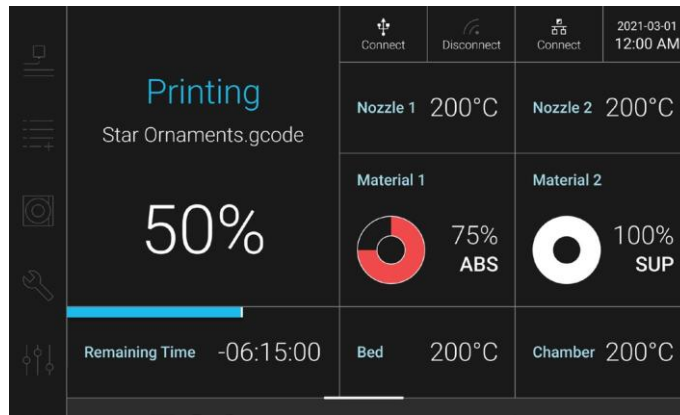 Connect
Disconnect
Connect
2021-03-01
12:00 AM
Printing
Star Ornaments.gcode
50%
Remaining Time -06:15:00
Nozzle 1 200°C
Nozzle 2 200°C
Material 1
75%
ABS
Material 2
100%
SUP
Bed 200°C
Chamber 200°C